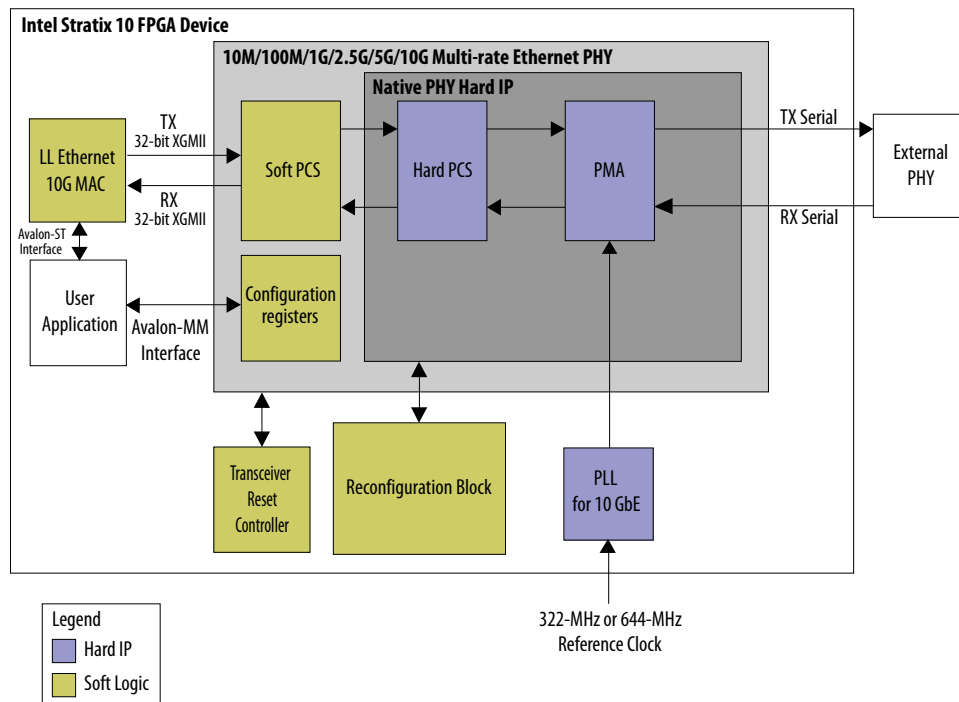 Intel Stratix 10 FPGA Device
10M/100M/1G/2.5G/5G/10G Multi-rate Ethernet PHY
Native PHY Hard IP
LL Ethernet
10G MAC
TX
32-bit XGMII
RX
32-bit XGMII
Soft PCS
Hard PCS
PMA
TX Serial
RX Serial
External
PHY
Avalon-ST
Interface
User
Application
Avalon-MM
Interface
Configuration
registers
Transceiver
Reset
Controller
Reconfiguration Block
PLL
for 10 GbE
322-MHz or 644-MHz
Reference Clock
Legend
Hard IP
Soft Logic